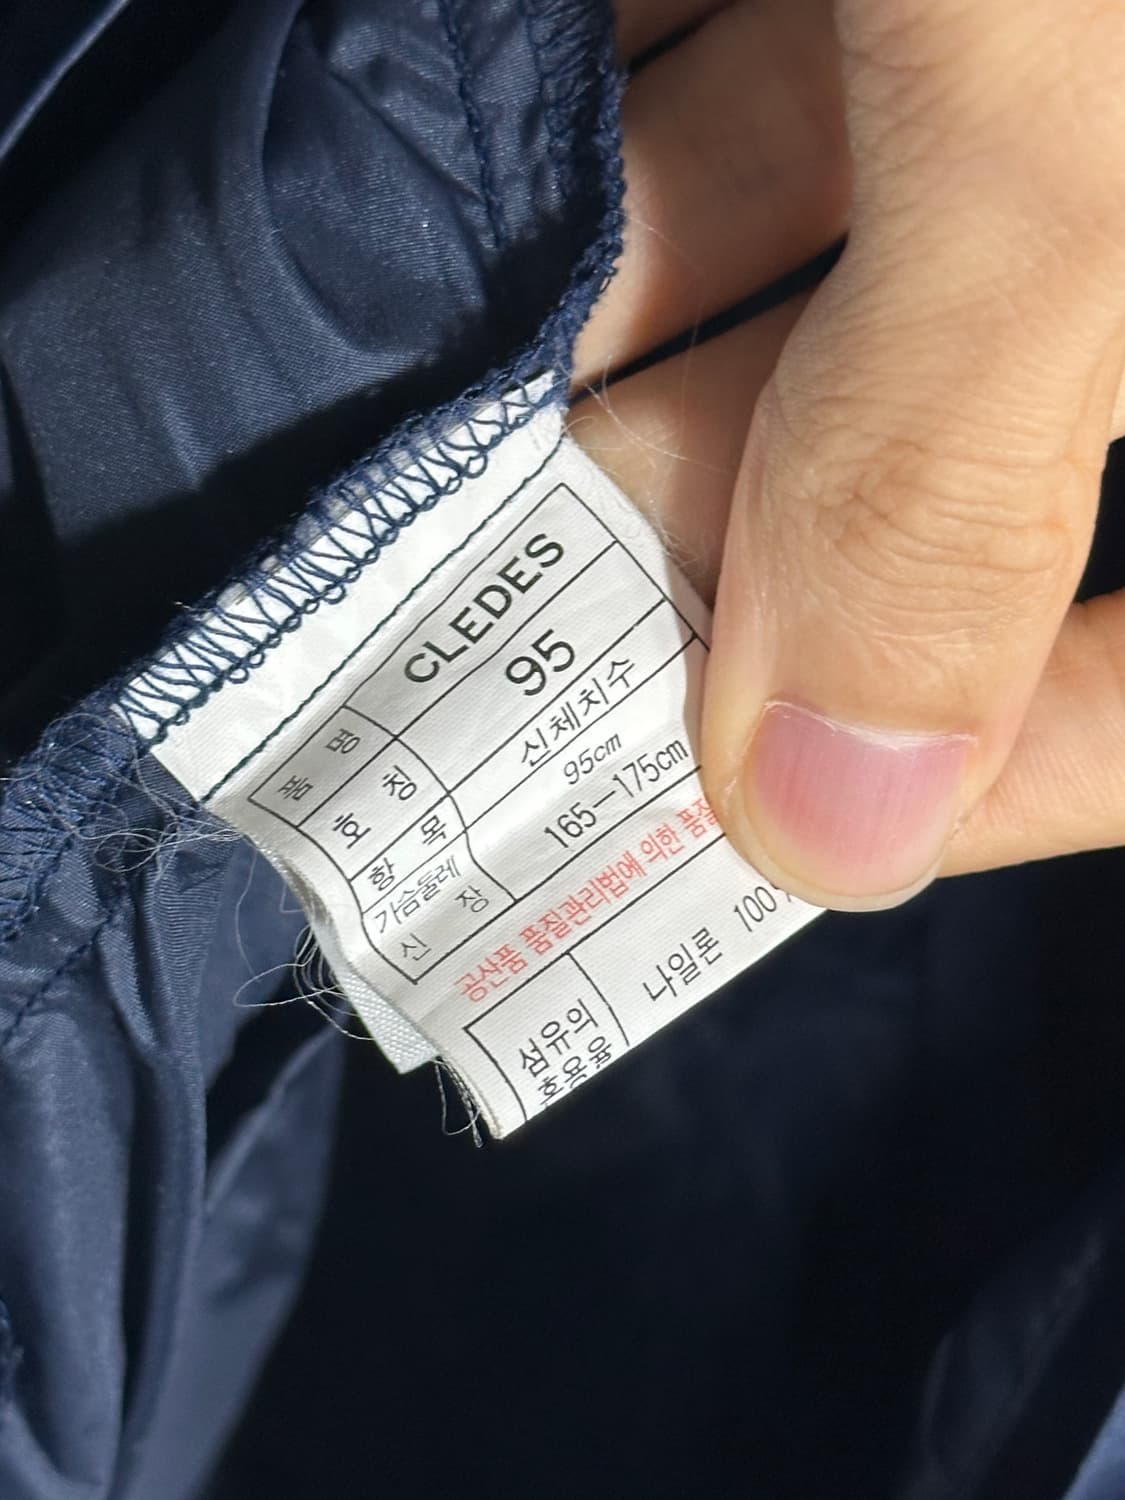 품 명 CLEDES
호 칭 95
항 목 신체치수
가슴둘레 95cm
신 장 165-175cm
공산품 품질관리법에 의한
섬유의 나일론 100
혼용율